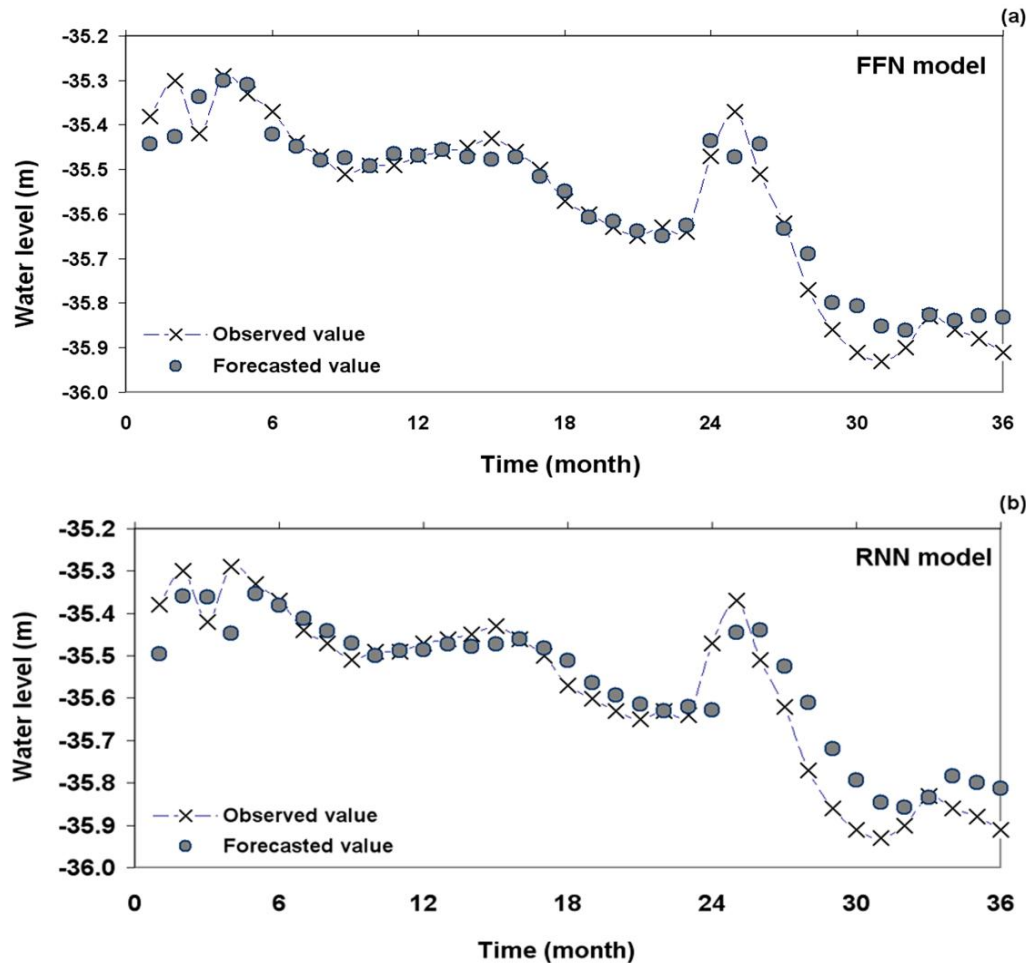 (a)
FFN model
Water level (m)
-35.2
-35.3
-35.4
-35.5
-35.6
-35.7
-35.8
-35.9
-36.0
Observed value
Forecasted value
0 6 12 18 24 30 36
Time (month)
(b)
RNN model
Water level (m)
-35.2
-35.3
-35.4
-35.5
-35.6
-35.7
-35.8
-35.9
-36.0
Observed value
Forecasted value
0 6 12 18 24 30 36
Time (month)